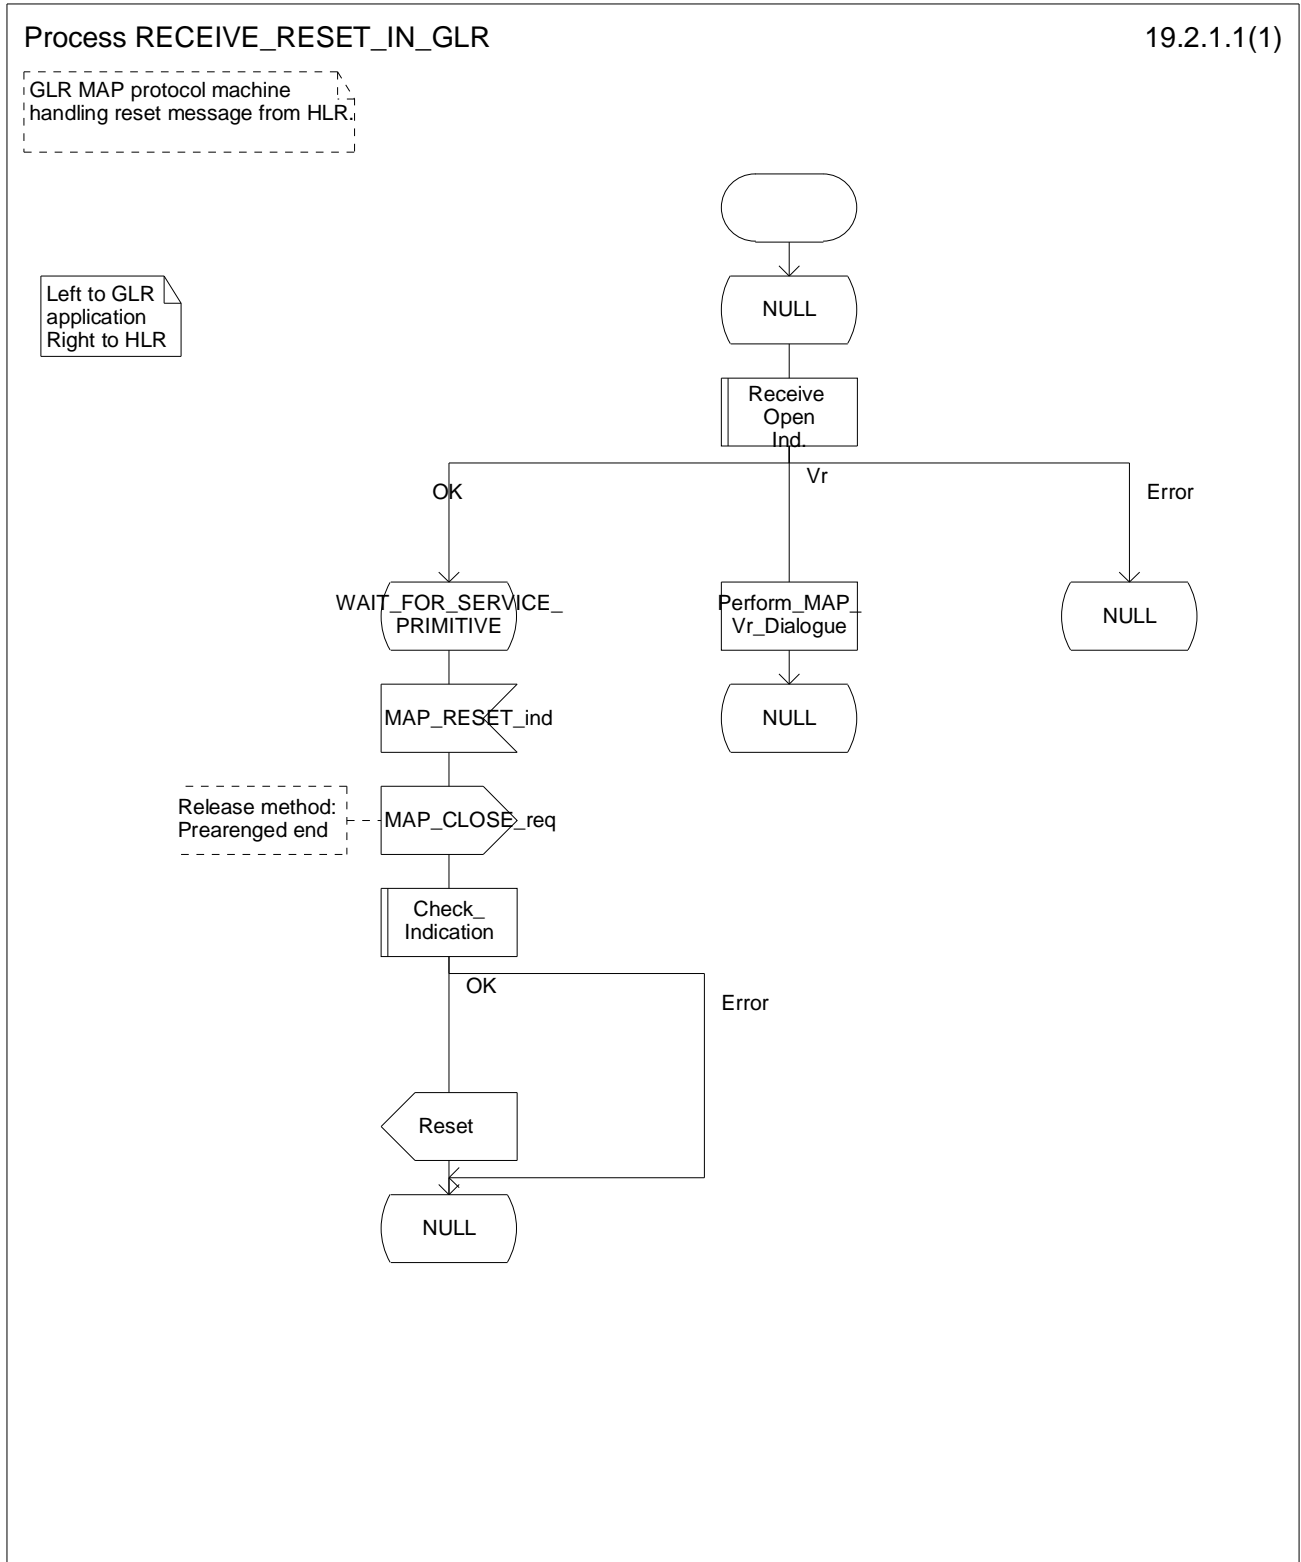 Process RECEIVE_RESET_IN_GLR
19.2.1.1(1)
GLR MAP protocol machine
handling reset message from HLR.
Left to GLR
application
Right to HLR
NULL
Receive
Open
Ind.
OK
Vr
Error
WAIT_FOR_SERVICE_
PRIMITIVE
Perform_MAP_
Vr_Dialogue
NULL
MAP_RESET_ind
NULL
Release method:
Prearenged end
MAP_CLOSE_req
Check_
Indication
OK
Error
Reset
NULL